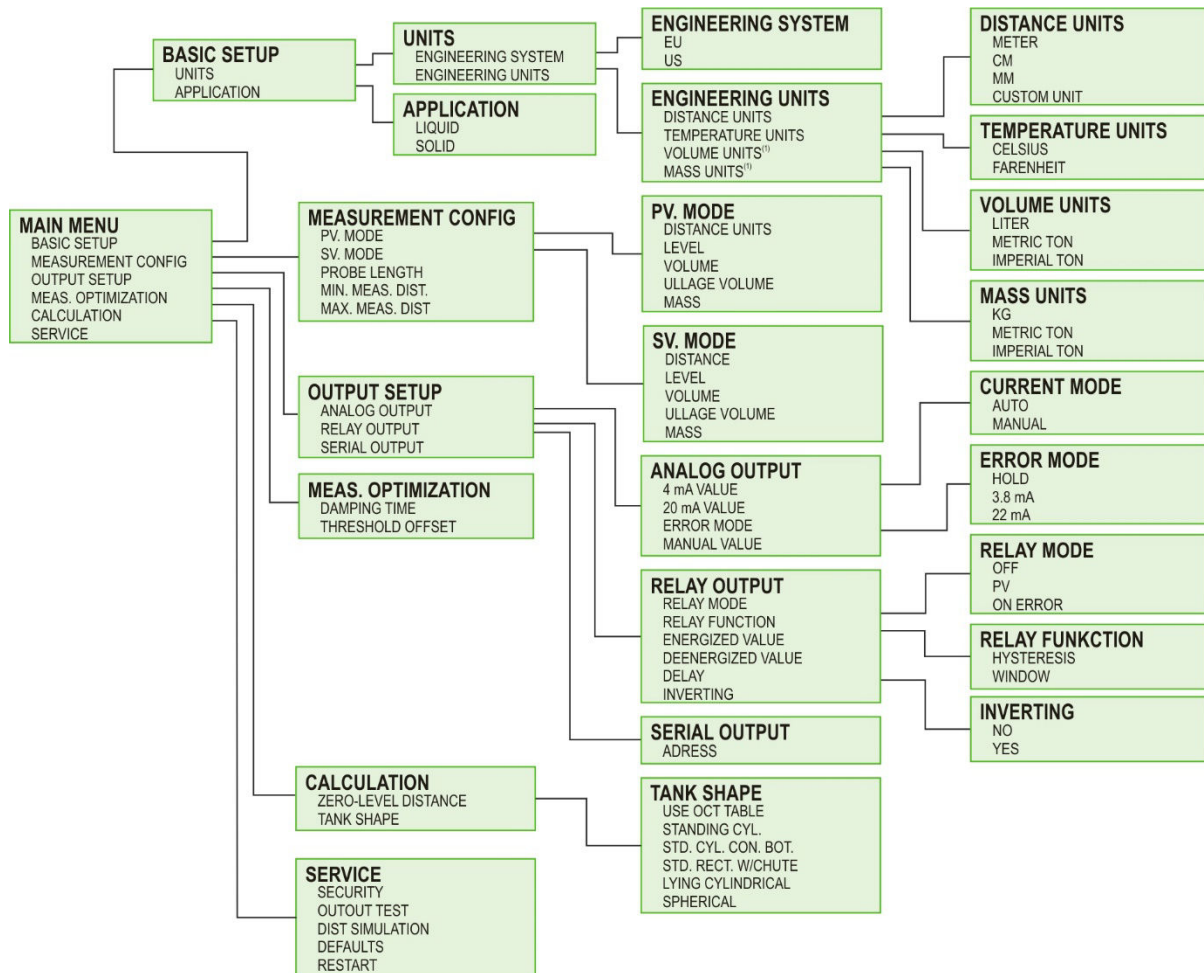 BASIC SETUP
UNITS
APPLICATION
UNITS
ENGINEERING SYSTEM
ENGINEERING UNITS
APPLICATION
LIQUID
SOLID
ENGINEERING SYSTEM
EU
US
ENGINEERING UNITS
DISTANCE UNITS
TEMPERATURE UNITS
VOLUME UNITS(1)
MASS UNITS(1)
DISTANCE UNITS
METER
CM
MM
CUSTOM UNIT
TEMPERATURE UNITS
CELSIUS
FARENHEIT
VOLUME UNITS
LITER
METRIC TON
IMPERIAL TON
MASS UNITS
KG
METRIC TON
IMPERIAL TON
MAIN MENU
BASIC SETUP
MEASUREMENT CONFIG
OUTPUT SETUP
MEAS. OPTIMIZATION
CALCULATION
SERVICE
MEASUREMENT CONFIG
PV. MODE
SV. MODE
PROBE LENGTH
MIN. MEAS. DIST.
MAX. MEAS. DIST
PV. MODE
DISTANCE UNITS
LEVEL
VOLUME
ULLAGE VOLUME
MASS
SV. MODE
DISTANCE
LEVEL
VOLUME
ULLAGE VOLUME
MASS
OUTPUT SETUP
ANALOG OUTPUT
RELAY OUTPUT
SERIAL OUTPUT
MEAS. OPTIMIZATION
DAMPING TIME
THRESHOLD OFFSET
ANALOG OUTPUT
4 mA VALUE
20 mA VALUE
ERROR MODE
MANUAL VALUE
CURRENT MODE
AUTO
MANUAL
ERROR MODE
HOLD
3.8 mA
22 mA
RELAY OUTPUT
RELAY MODE
RELAY FUNCTION
ENERGIZED VALUE
DEENERGIZED VALUE
DELAY
INVERTING
RELAY MODE
OFF
PV
ON ERROR
RELAY FUNKCTION
HYSTERESIS
WINDOW
INVERTING
NO
YES
SERIAL OUTPUT
ADRESS
CALCULATION
ZERO-LEVEL DISTANCE
TANK SHAPE
TANK SHAPE
USE OCT TABLE
STANDING CYL.
STD. CYL. CON. BOT.
STD. RECT. W/CHUTE
LYING CYLINDRICAL
SPHERICAL
SERVICE
SECURITY
OUTOUT TEST
DIST SIMULATION
DEFAULTS
RESTART